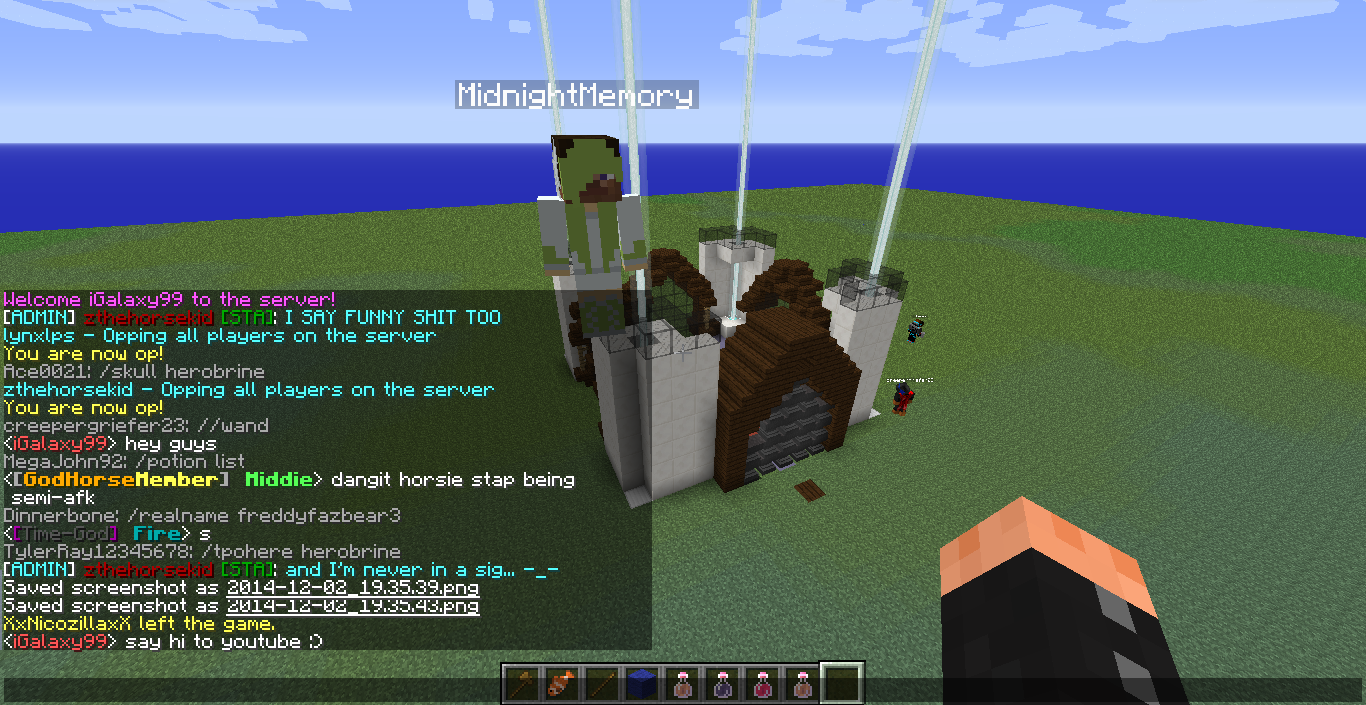 MidnightMemory
creepergriefer23
Welcome iGalaxy99 to the server!
[ADMIN] zthehorsekid [STA]: I SAY FUNNY SHIT TOO
lynxlps - Opping all players on the server
You are now op!
Ace0021: /skull herobrine
zthehorsekid - Opping all players on the server
You are now op!
creepergriefer23: //wand
<iGalaxy99> hey guys
MegaJohn92: /potion list
<[GodHorseMember] Middie> dangit horsie stap being
semi-afk
Dinnerbone: /realname freddyfazbear3
<[Time-God] Fire> s
TylerRay12345678: /tpohere herobrine
[ADMIN] zthehorsekid [STA]: and I'm never in a sig... -_-
Saved screenshot as 2014-12-02_19.35.39.png
Saved screenshot as 2014-12-02_19.35.43.png
XxNicozillaxX left the game.
<iGalaxy99> say hi to youtube :)